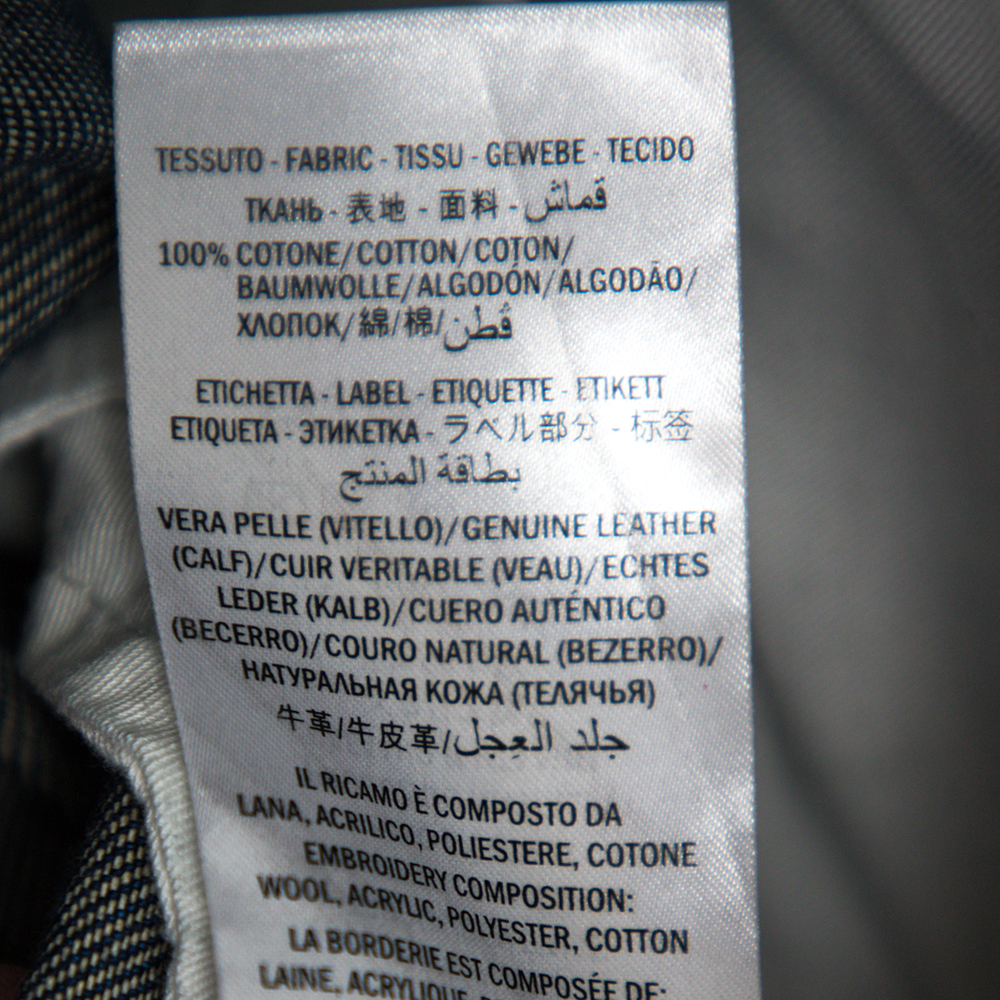 TESSUTO - FABRIC - TISSU - GEWEBE - TECIDO
ТКАНЬ - 表地 - 面料 - قماش
100% COTONE/COTTON/COTON/
BAUMWOLLE/ALGODÓN/ALGODÃO/
ХЛОПОК/綿/棉/قطن
ETICHETTA - LABEL - ETIQUETTE - ETIKETT
ETIQUETA - ЭТИКЕТКА - ラベル部分 - 标签
بطاقة المنتج
VERA PELLE (VITELLO)/GENUINE LEATHER
(CALF)/CUIR VERITABLE (VEAU)/ECHTES
LEDER (KALB)/CUERO AUTÉNTICO
(BECERRO)/COURO NATURAL (BEZERRO)/
НАТУРАЛЬНАЯ КОЖА (ТЕЛЯЧЬЯ)
牛革/牛皮革/جلد العجل
IL RICAMO È COMPOSTO DA
LANA, ACRILICO, POLIESTERE, COTONE
EMBROIDERY COMPOSITION:
WOOL, ACRYLIC, POLYESTER, COTTON
LA BORDERIE EST COMPOSÉE DE:
LAINE, ACRYLIQUE,